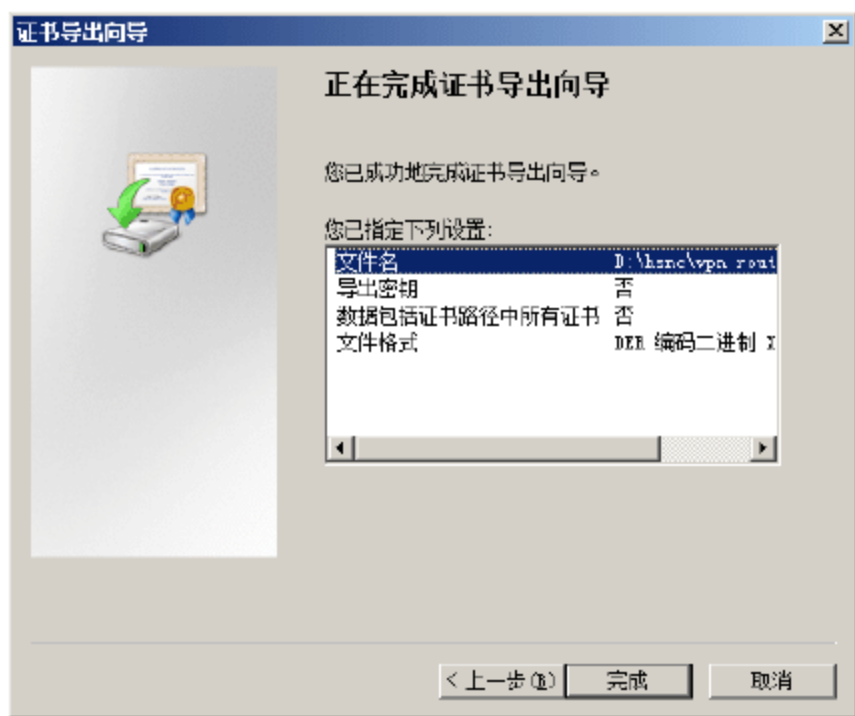 证书导出向导
正在完成证书导出向导
您已成功地完成证书导出向导。
您已指定下列设置:
文件名 D:\hsnc\vpn rout
导出密钥 否
数据包括证书路径中所有证书 否
文件格式 DER 编码二进制 X
< 上一步(B) 完成 取消